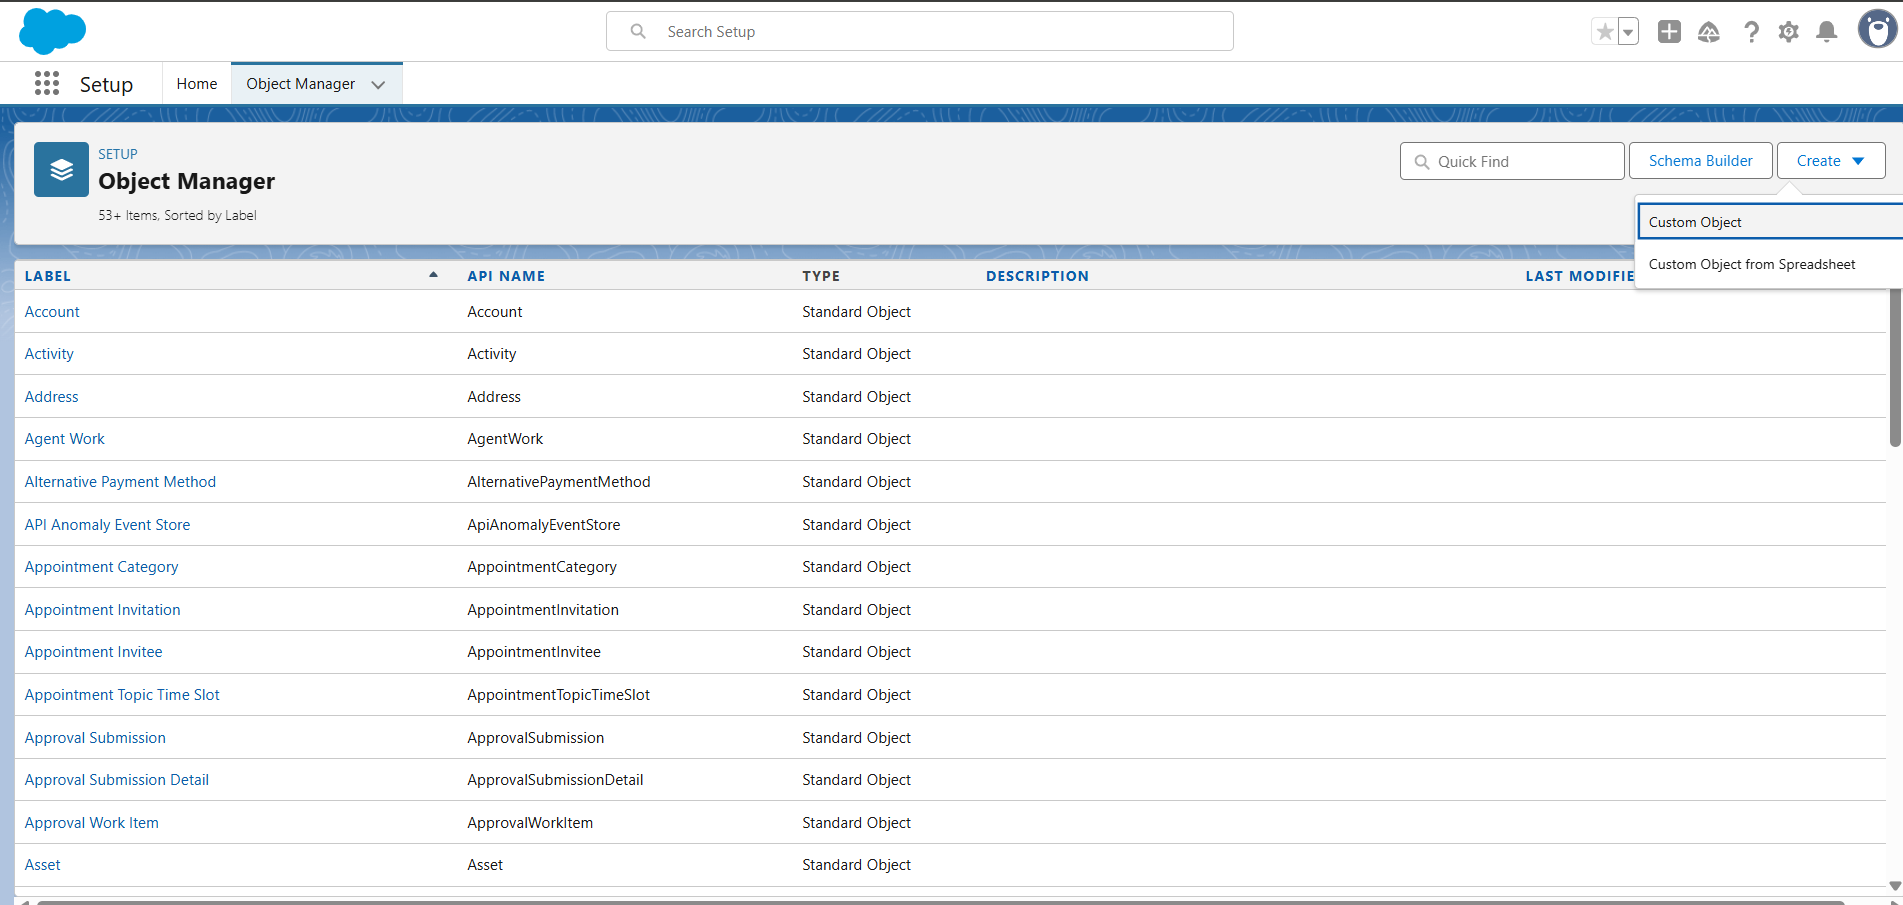 Search Setup
Setup
Home
Object Manager
SETUP
Object Manager
53+ Items, Sorted by Label
Quick Find
Schema Builder
Create
Custom Object
Custom Object from Spreadsheet
LABEL API NAME TYPE DESCRIPTION LAST MODIFIE
Account Account Standard Object
Activity Activity Standard Object
Address Address Standard Object
Agent Work AgentWork Standard Object
Alternative Payment Method AlternativePaymentMethod Standard Object
API Anomaly Event Store ApiAnomalyEventStore Standard Object
Appointment Category AppointmentCategory Standard Object
Appointment Invitation AppointmentInvitation Standard Object
Appointment Invitee AppointmentInvitee Standard Object
Appointment Topic Time Slot AppointmentTopicTimeSlot Standard Object
Approval Submission ApprovalSubmission Standard Object
Approval Submission Detail ApprovalSubmissionDetail Standard Object
Approval Work Item ApprovalWorkItem Standard Object
Asset Asset Standard Object